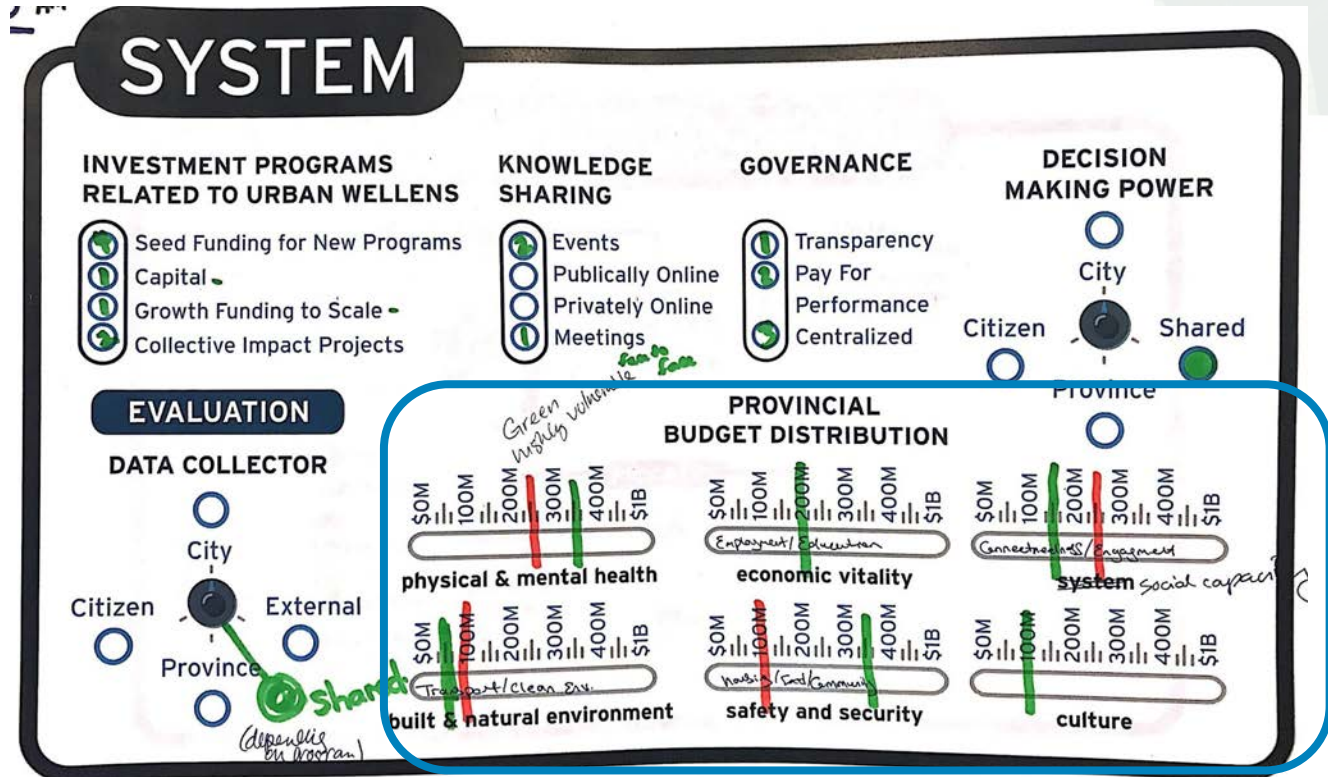 SYSTEM
INVESTMENT PROGRAMS
RELATED TO URBAN WELLENS
Seed Funding for New Programs
Capital
Growth Funding to Scale
Collective Impact Projects
KNOWLEDGE
SHARING
Events
Publically Online
Privately Online
Meetings
GOVERNANCE
Transparency
Pay For
Performance
Centralized
DECISION
MAKING POWER
City
Citizen
Shared
Province
EVALUATION
DATA COLLECTOR
City
Citizen
External
Province
shared
(depending
on program)
Green
highly vulnerable
PROVINCIAL
BUDGET DISTRIBUTION
$0M 100M 200M 300M 400M $1B
physical & mental health
$0M 100M 200M 300M 400M $1B
Employment/Education
economic vitality
$0M 100M 200M 300M 400M $1B
Connectedness/Engagement
system social capacity
$0M 100M 200M 300M 400M $1B
Transport/Clean Env.
built & natural environment
$0M 100M 200M 300M 400M $1B
Housing/Food/Community
safety and security
$0M 100M 200M 300M 400M $1B
culture